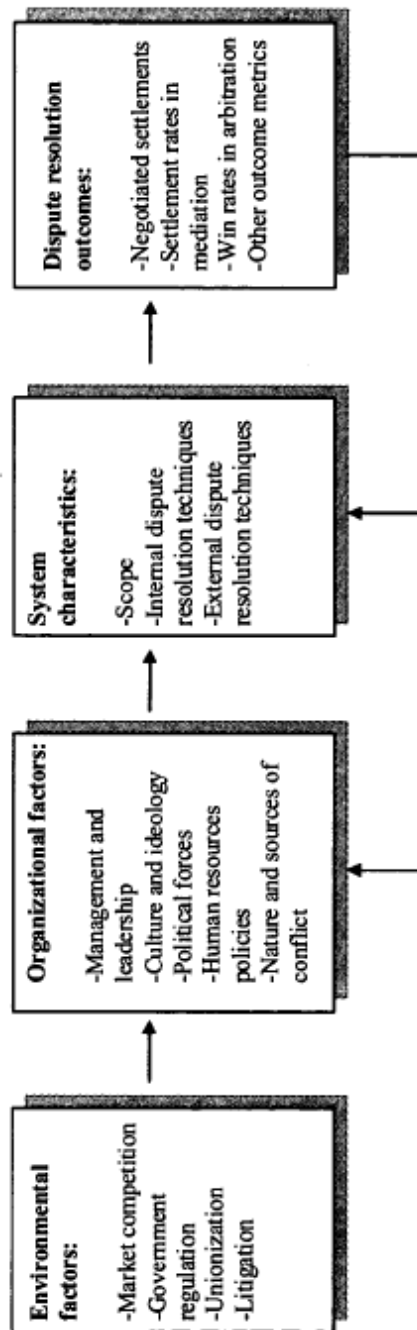 Environmental
factors:
-Market competition
-Government
regulation
-Unionization
-Litigation
Organizational factors:
-Management and
leadership
-Culture and ideology
-Political forces
-Human resources
policies
-Nature and sources of
conflict
System
characteristics:
-Scope
-Internal dispute
resolution techniques
-External dispute
resolution techniques
Dispute resolution
outcomes:
-Negotiated settlements
-Settlement rates in
mediation
-Win rates in arbitration
-Other outcome metrics